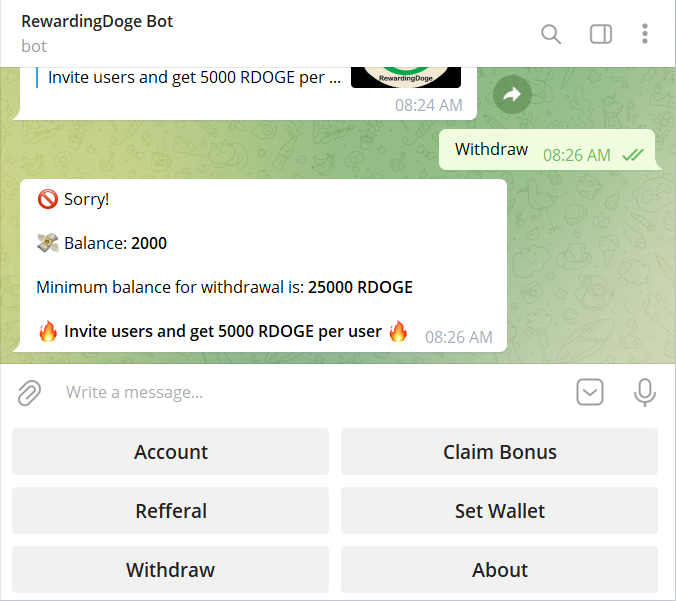 RewardingDoge Bot
bot
Invite users and get 5000 RDOGE per ...
RewardingDoge
08:24 AM
Withdraw 08:26 AM
Sorry!
Balance: 2000
Minimum balance for withdrawal is: 25000 RDOGE
🔥 Invite users and get 5000 RDOGE per user 🔥 08:26 AM
Write a message...
Account
Claim Bonus
Refferal
Set Wallet
Withdraw
About